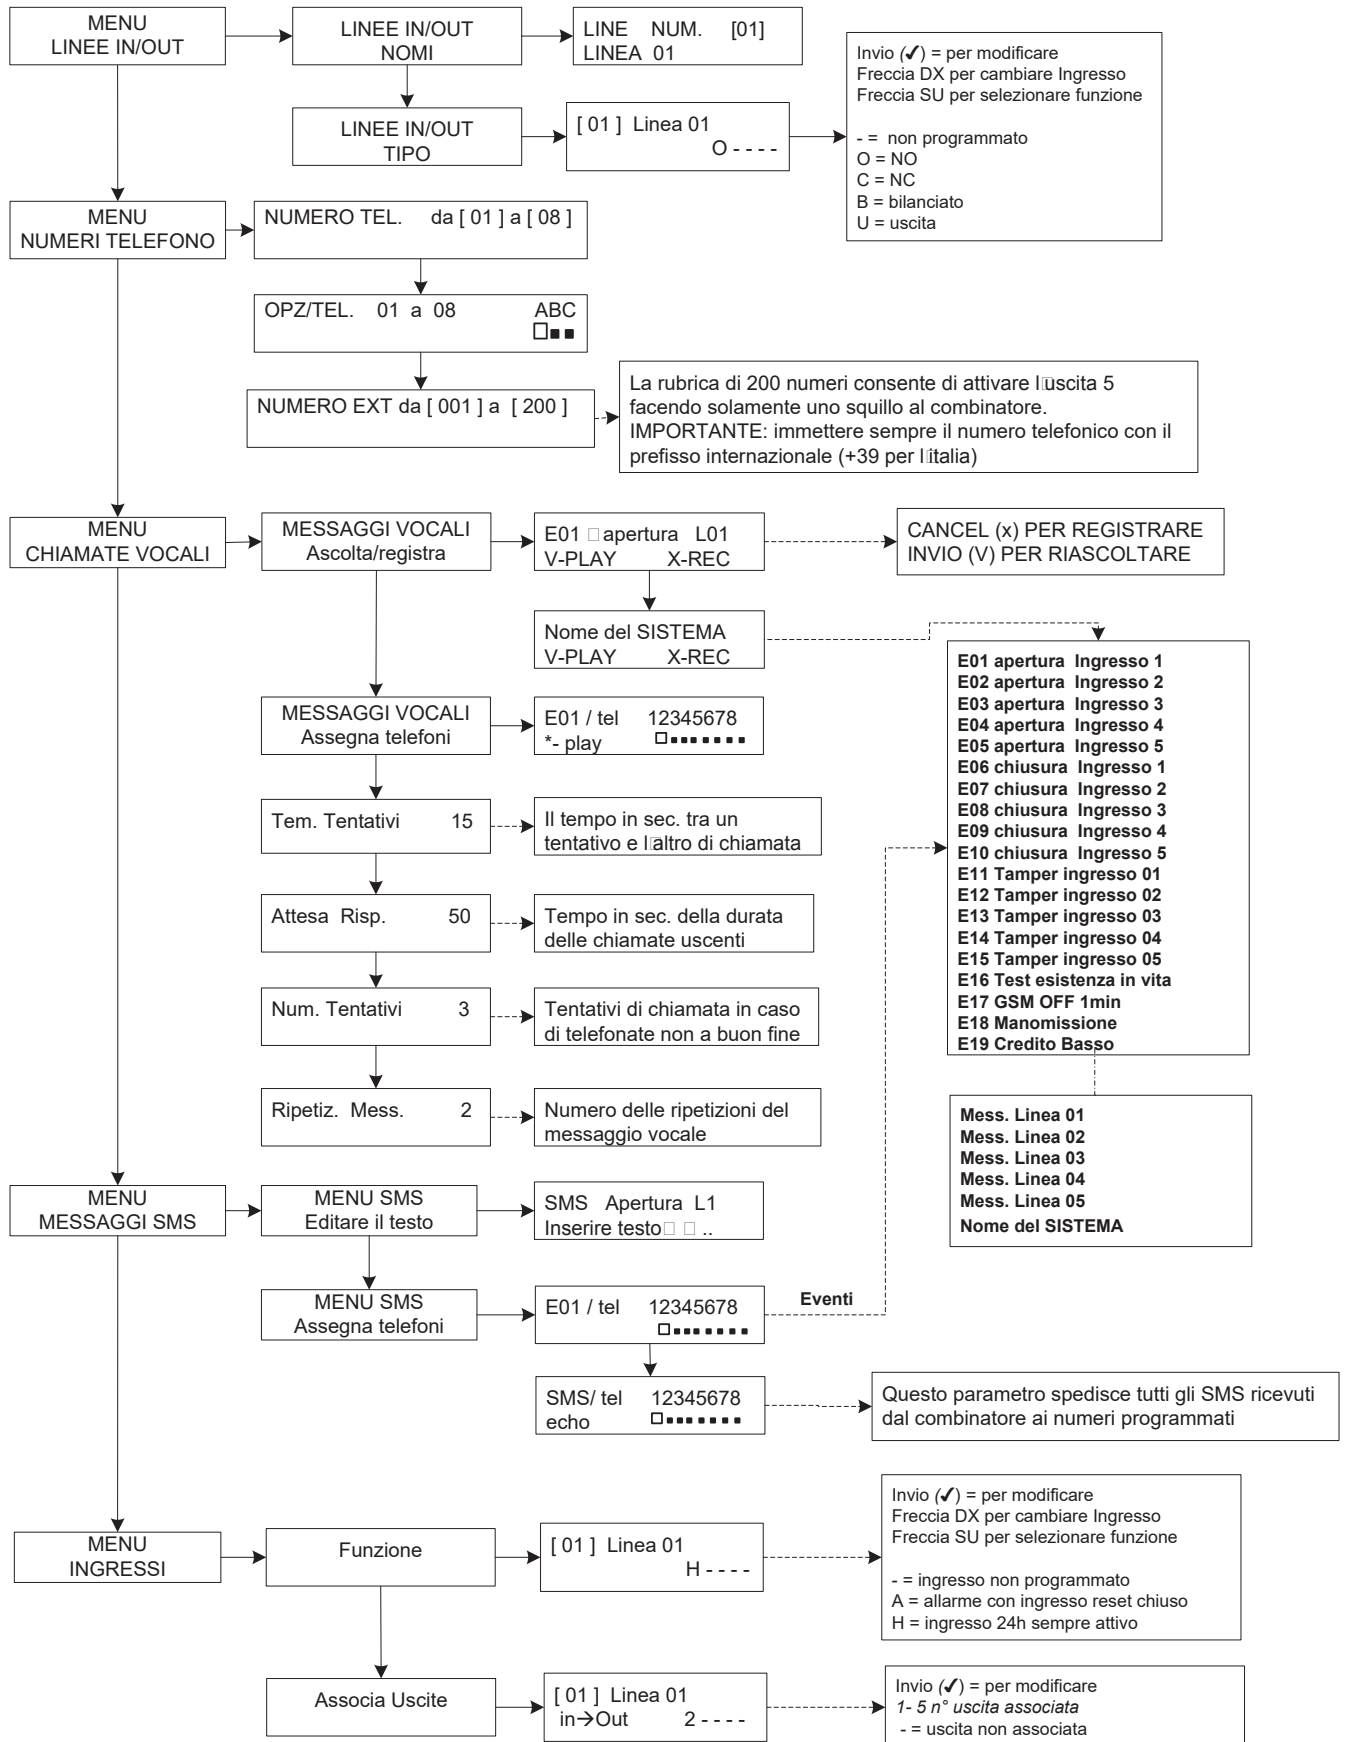 MENU
LINEE IN/OUT
LINEE IN/OUT
NOMI
LINE NUM. [01]
LINEA 01
LINEE IN/OUT
TIPO
[ 01 ] Linea 01
O - - - -
Invio (✔) = per modificare
Freccia DX per cambiare Ingresso
Freccia SU per selezionare funzione
- = non programmato
O = NO
C = NC
B = bilanciato
U = uscita
MENU
NUMERI TELEFONO
NUMERO TEL. da [ 01 ] a [ 08 ]
OPZ/TEL. 01 a 08 ABC
□▪▪
NUMERO EXT da [ 001 ] a [ 200 ]
La rubrica di 200 numeri consente di attivare l□uscita 5
facendo solamente uno squillo al combinatore.
IMPORTANTE: immettere sempre il numero telefonico con il
prefisso internazionale (+39 per l□italia)
MENU
CHIAMATE VOCALI
MESSAGGI VOCALI
Ascolta/registra
E01 □ apertura L01
V-PLAY X-REC
CANCEL (x) PER REGISTRARE
INVIO (V) PER RIASCOLTARE
Nome del SISTEMA
V-PLAY X-REC
E01 apertura Ingresso 1
E02 apertura Ingresso 2
E03 apertura Ingresso 3
E04 apertura Ingresso 4
E05 apertura Ingresso 5
E06 chiusura Ingresso 1
E07 chiusura Ingresso 2
E08 chiusura Ingresso 3
E09 chiusura Ingresso 4
E10 chiusura Ingresso 5
E11 Tamper ingresso 01
E12 Tamper ingresso 02
E13 Tamper ingresso 03
E14 Tamper ingresso 04
E15 Tamper ingresso 05
E16 Test esistenza in vita
E17 GSM OFF 1min
E18 Manomissione
E19 Credito Basso
Mess. Linea 01
Mess. Linea 02
Mess. Linea 03
Mess. Linea 04
Mess. Linea 05
Nome del SISTEMA
MESSAGGI VOCALI
Assegna telefoni
E01 / tel 12345678
*- play □▪▪▪▪▪▪▪
Tem. Tentativi 15
Il tempo in sec. tra un
tentativo e l□altro di chiamata
Attesa Risp. 50
Tempo in sec. della durata
delle chiamate uscenti
Num. Tentativi 3
Tentativi di chiamata in caso
di telefonate non a buon fine
Ripetiz. Mess. 2
Numero delle ripetizioni del
messaggio vocale
MENU
MESSAGGI SMS
MENU SMS
Editare il testo
SMS Apertura L1
Inserire testo□ □ ..
MENU SMS
Assegna telefoni
E01 / tel 12345678
□▪▪▪▪▪▪▪
Eventi
SMS/ tel 12345678
echo □▪▪▪▪▪▪▪
Questo parametro spedisce tutti gli SMS ricevuti
dal combinatore ai numeri programmati
MENU
INGRESSI
Funzione
[ 01 ] Linea 01
H - - - -
Invio (✔) = per modificare
Freccia DX per cambiare Ingresso
Freccia SU per selezionare funzione
- = ingresso non programmato
A = allarme con ingresso reset chiuso
H = ingresso 24h sempre attivo
Associa Uscite
[ 01 ] Linea 01
in→Out 2 - - - -
Invio (✔) = per modificare
1- 5 n° uscita associata
- = uscita non associata